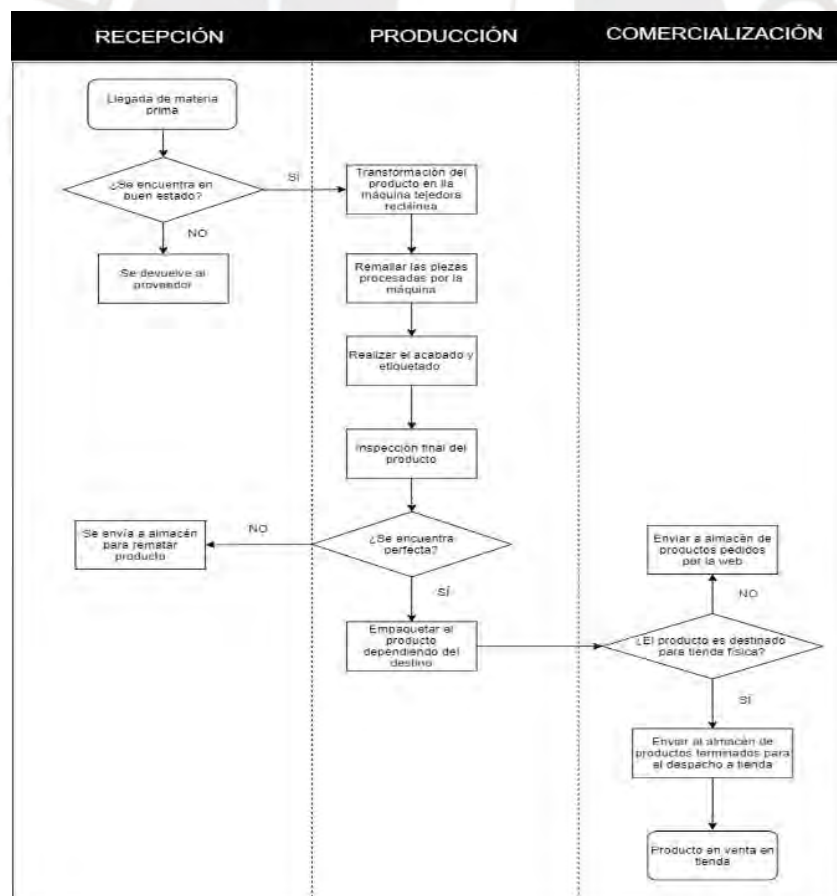 RECEPCIÓN
PRODUCCIÓN
COMERCIALIZACIÓN
Llegada de materia
prima
¿Se encuentra en
buen estado?
SÍ
NO
Se devuelve al
proveedor
Transformación del
producto en lla
máquina tejedora
rectilínea
Remallar las piezas
procesadas por la
máquina
Realizar el acabado y
etiquetado
Inspección final del
producto
¿Se encuentra
perfecta?
NO
Se envía a almacén
para rematar
producto
SÍ
Empaquetar el
producto
dependiendo del
destino
¿El producto es destinado
para tienda física?
NO
Enviar a almacén de
productos pedidos
por la web
SÍ
Enviar al almacén de
productos terminados para
el despacho a tienda
Producto en venta en
tienda